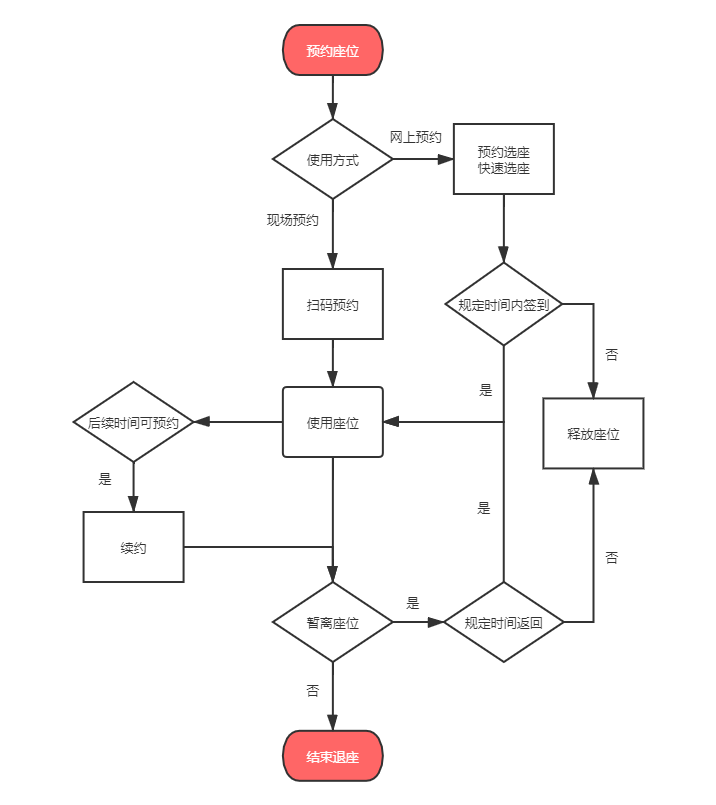 预约座位
网上预约
使用方式
预约选座
快速选座
现场预约
扫码预约
规定时间内签到
否
是
后续时间可预约
使用座位
释放座位
是
是
续约
否
是
暂离座位
规定时间返回
否
结束退座